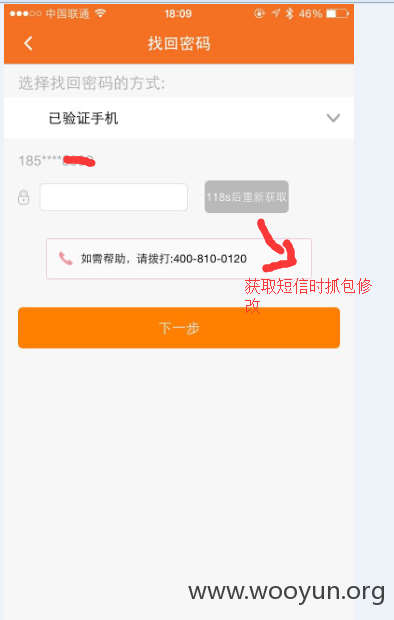 中国联通 18:09 46%
找回密码
选择找回密码的方式:
已验证手机
185****
118s后重新获取
如需帮助，请拨打:400-810-0120
获取短信时抓包修
改
下一步
www.wooyun.org